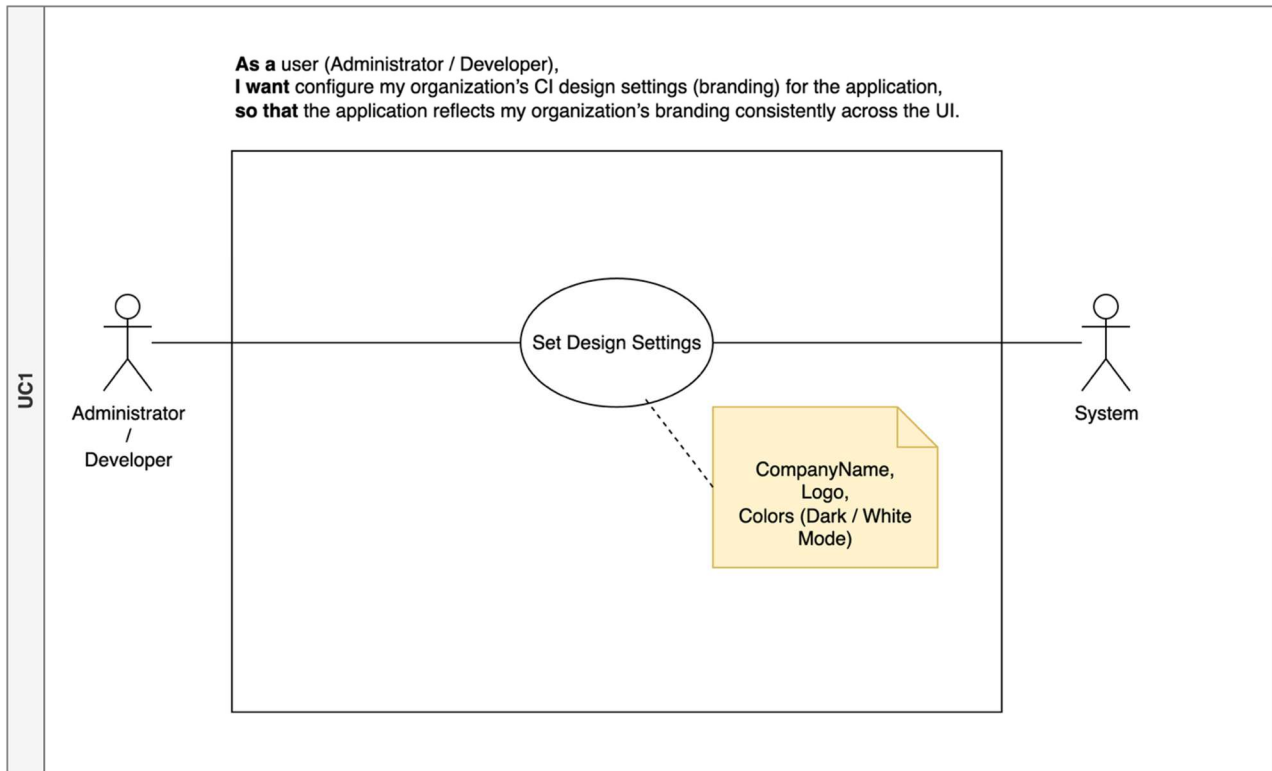 As a user (Administrator / Developer),
I want configure my organization's CI design settings (branding) for the application,
so that the application reflects my organization's branding consistently across the UI.
UC1
Administrator
/
Developer
Set Design Settings
System
CompanyName,
Logo,
Colors (Dark / White
Mode)